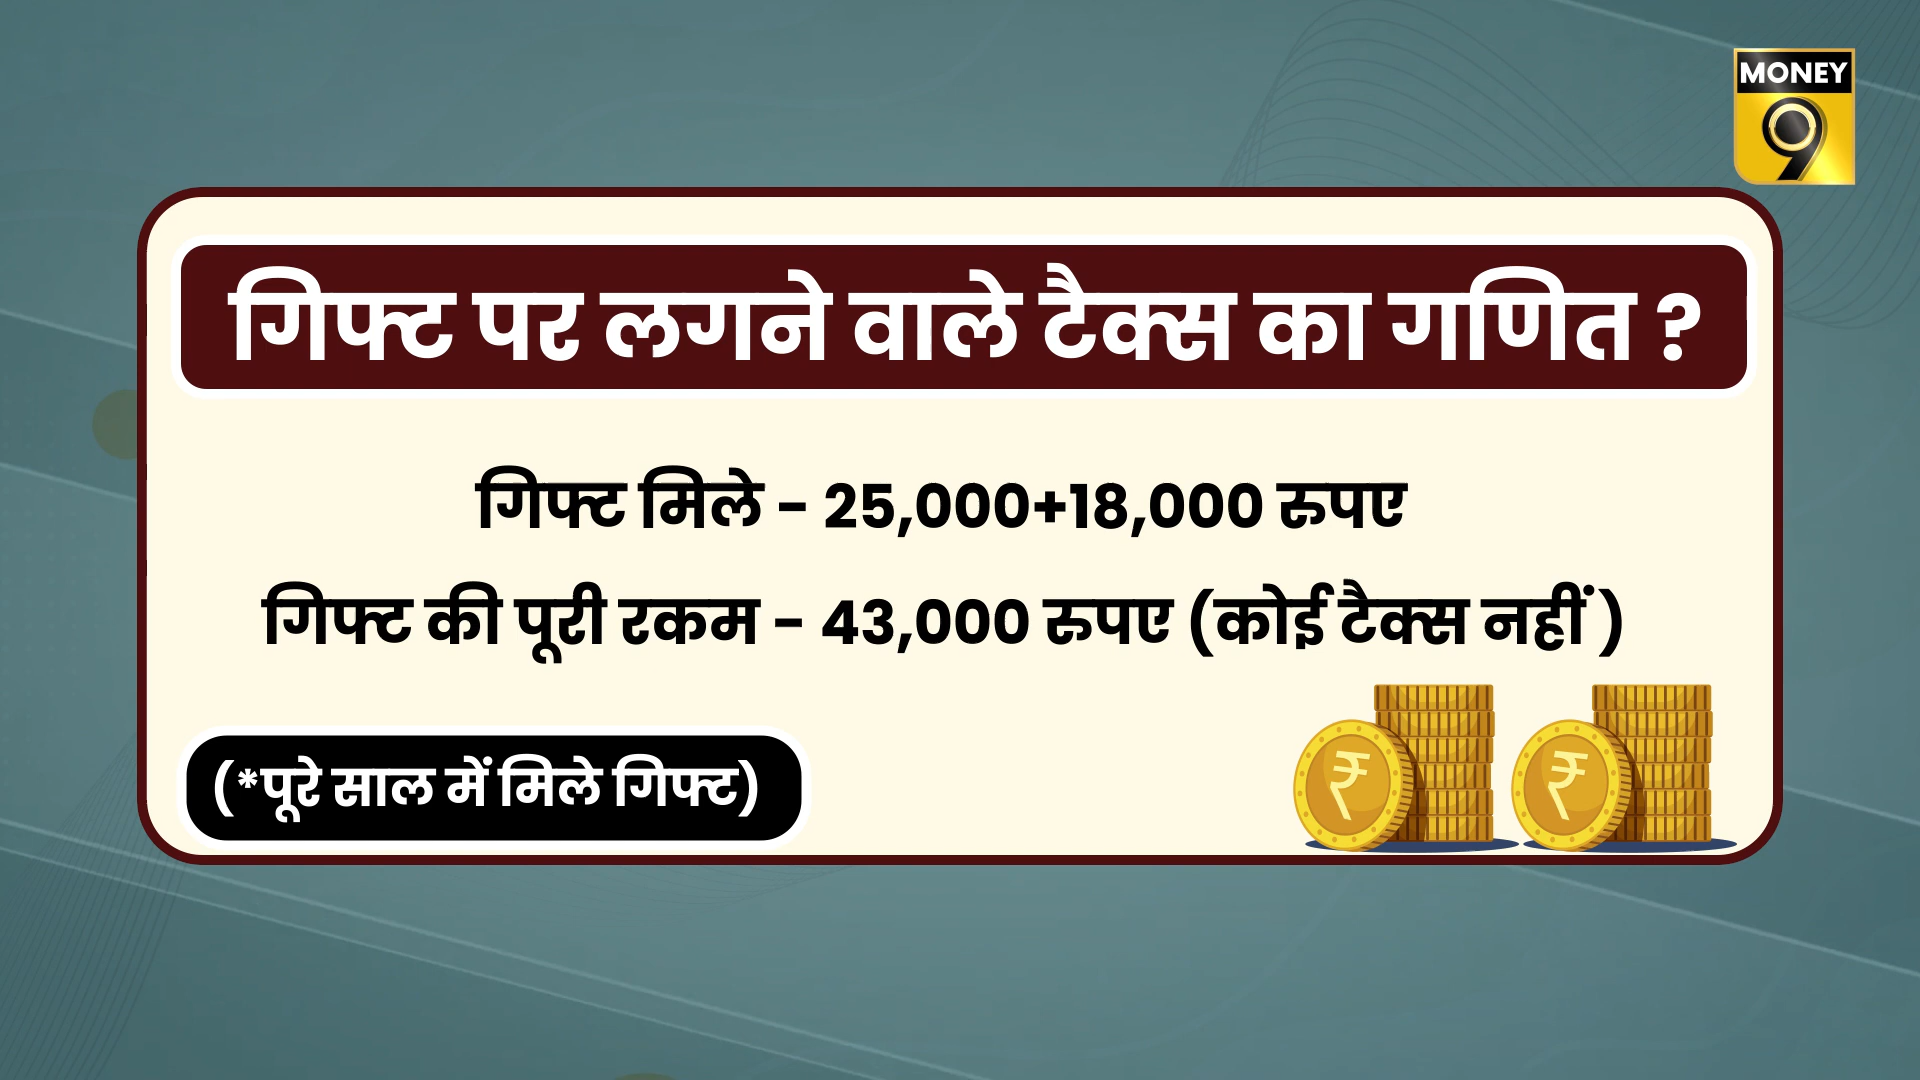 MONEY
9
गिफ्ट पर लगने वाले टैक्स का गणित ?
गिफ्ट मिले - 25,000+18,000 रुपए
गिफ्ट की पूरी रकम - 43,000 रुपए (कोई टैक्स नहीं)
₹ ₹
(*पूरे साल में मिले गिफ्ट)